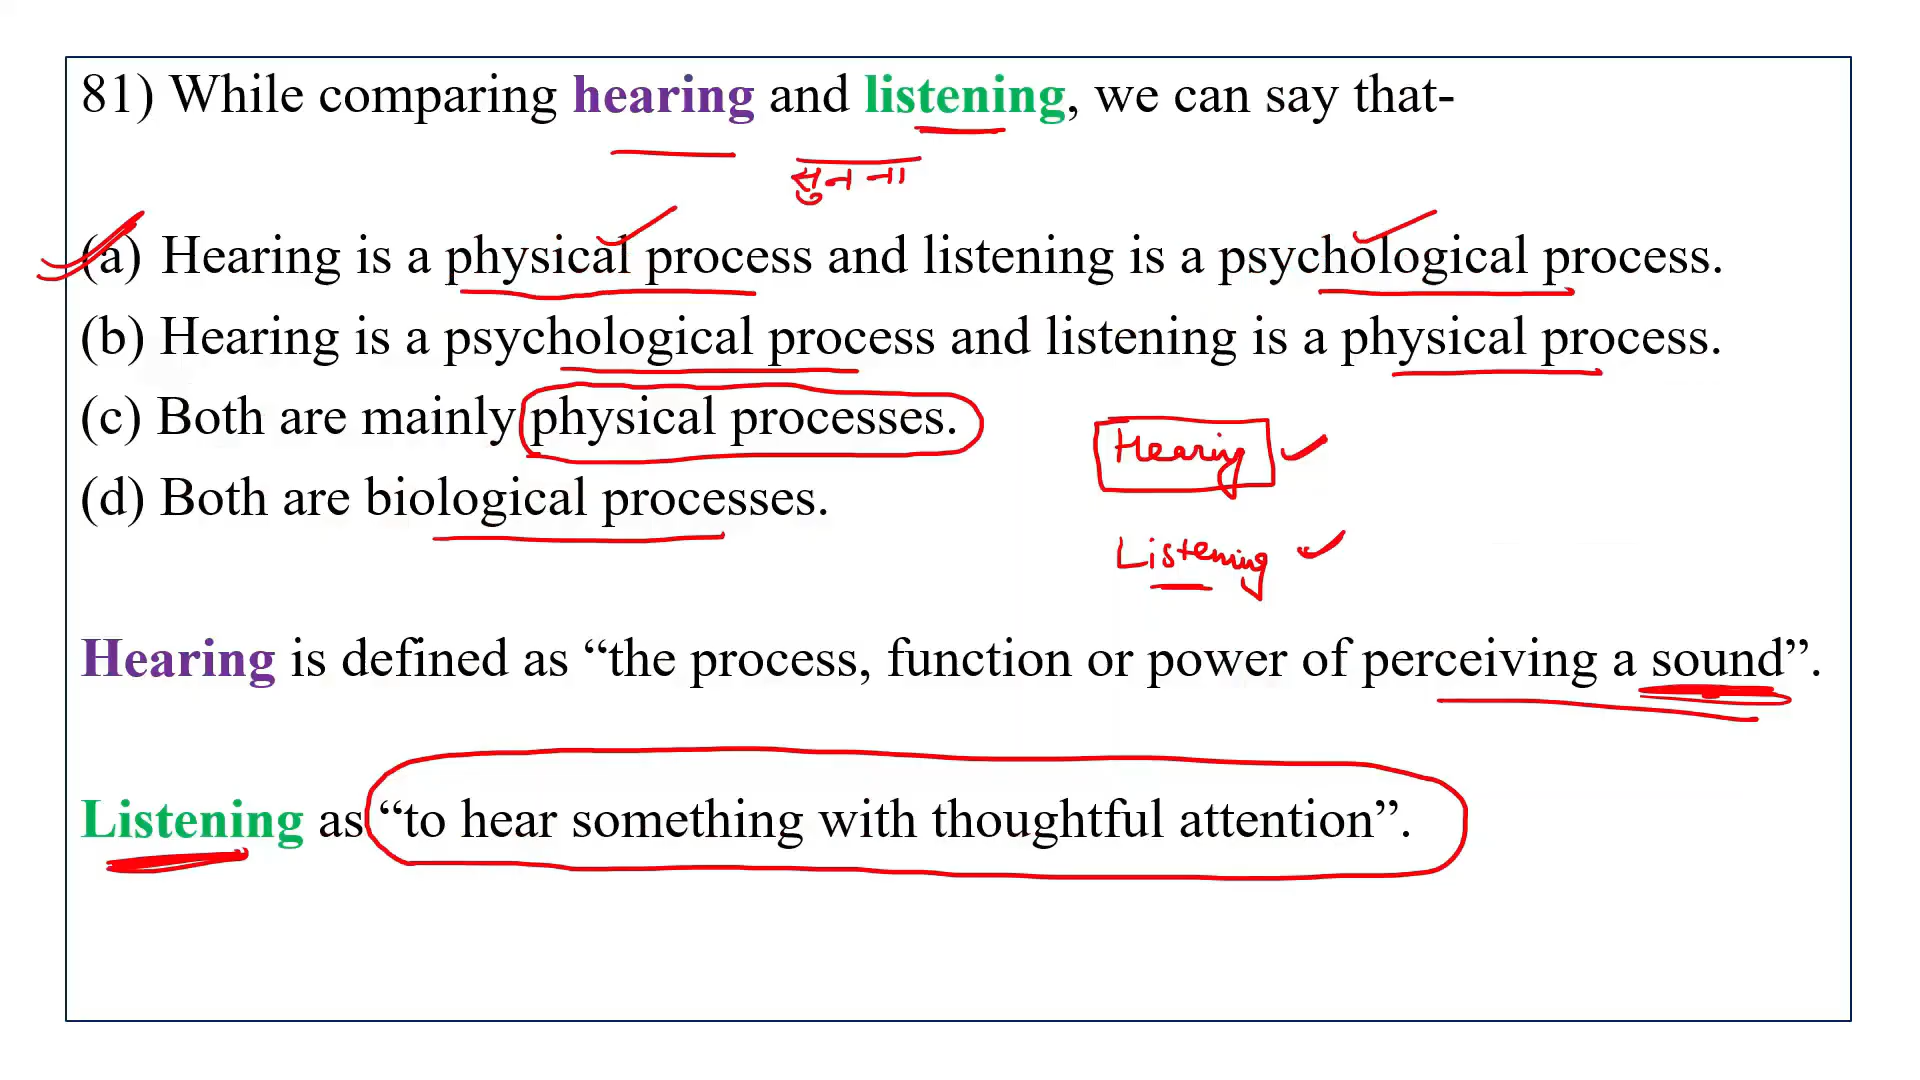 81) While comparing hearing and listening, we can say that-
सुनना
(a) Hearing is a physical process and listening is a psychological process.
(b) Hearing is a psychological process and listening is a physical process.
(c) Both are mainly physical processes.
Hearing
(d) Both are biological processes.
Listening
Hearing is defined as “the process, function or power of perceiving a sound”.
Listening as “to hear something with thoughtful attention”.